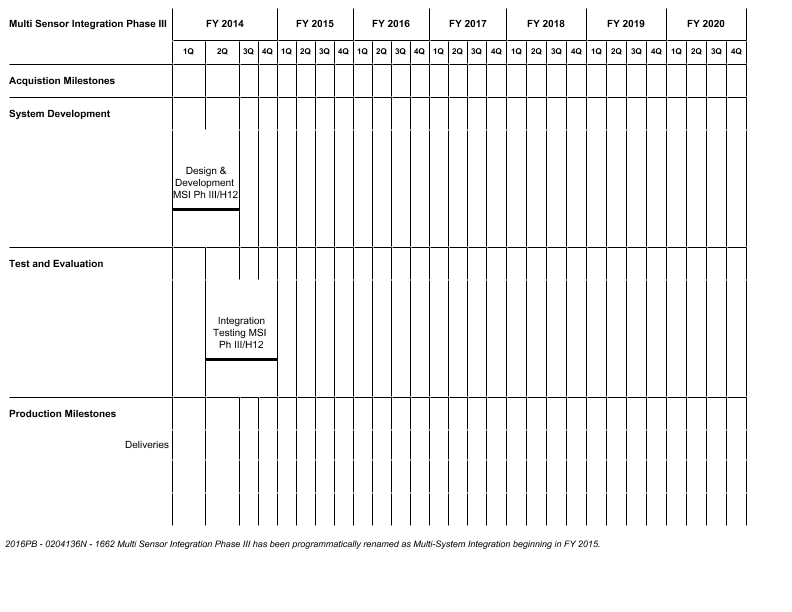 Multi Sensor Integration Phase III FY 2014 FY 2015 FY 2016 FY 2017 FY 2018 FY 2019 FY 2020
1Q 2Q 3Q 4Q 1Q 2Q 3Q 4Q 1Q 2Q 3Q 4Q 1Q 2Q 3Q 4Q 1Q 2Q 3Q 4Q 1Q 2Q 3Q 4Q 1Q 2Q 3Q 4Q
Acquistion Milestones
System Development
Design &
Development
MSI Ph III/H12
Test and Evaluation
Integration
Testing MSI
Ph III/H12
Production Milestones
Deliveries
2016PB - 0204136N - 1662 Multi Sensor Integration Phase III has been programmatically renamed as Multi-System Integration beginning in FY 2015.